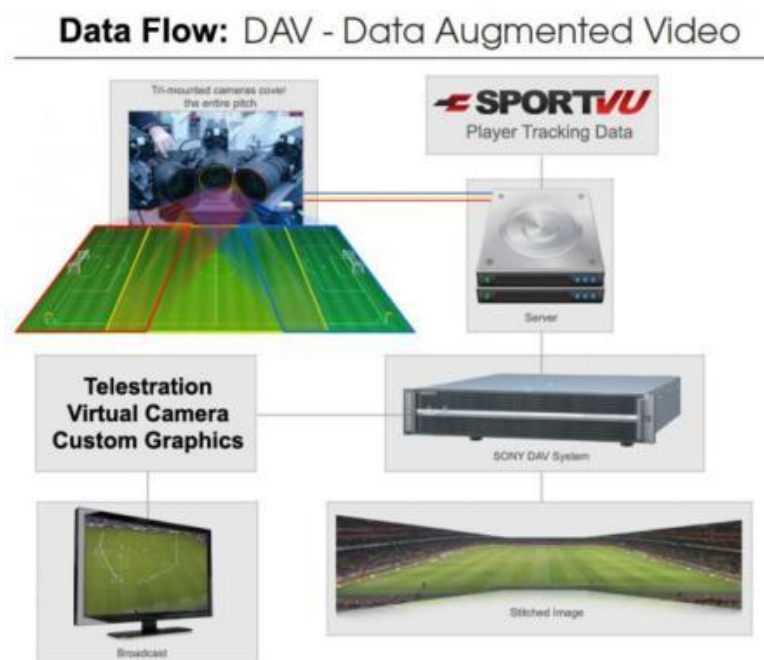 Data Flow: DAV - Data Augmented Video
Tri-mounted cameras cover
the entire pitch
SPORTVU
Player Tracking Data
Server
Telestration
Virtual Camera
Custom Graphics
SONY DAV System
Broadcast
Stitched Image